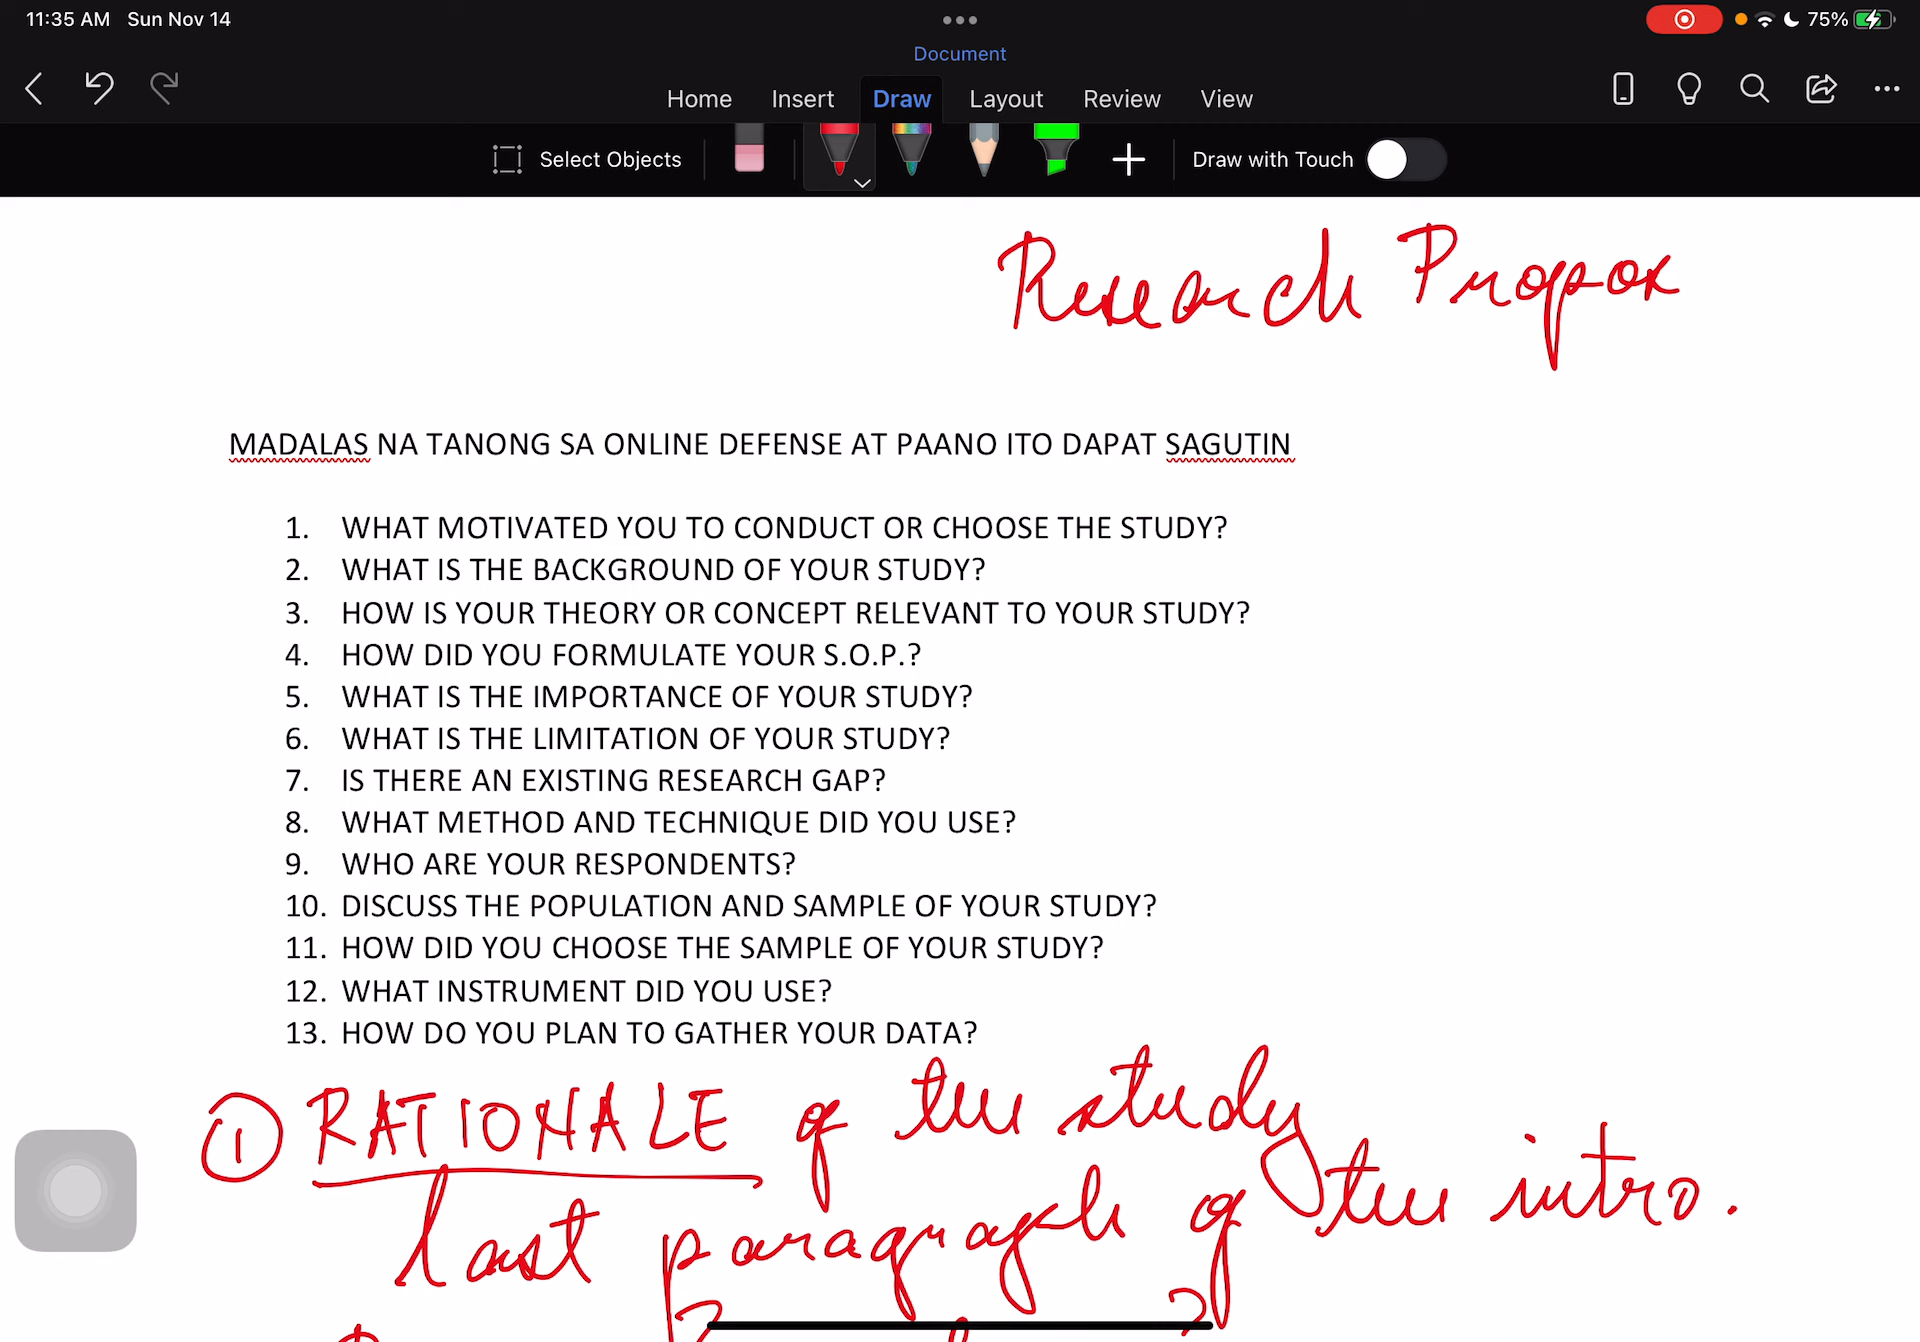 11:35 AM Sun Nov 14
75%
Document
Home Insert Draw Layout Review View
Select Objects
Draw with Touch
Research Propos
MADALAS NA TANONG SA ONLINE DEFENSE AT PAANO ITO DAPAT SAGUTIN
1. WHAT MOTIVATED YOU TO CONDUCT OR CHOOSE THE STUDY?
2. WHAT IS THE BACKGROUND OF YOUR STUDY?
3. HOW IS YOUR THEORY OR CONCEPT RELEVANT TO YOUR STUDY?
4. HOW DID YOU FORMULATE YOUR S.O.P.?
5. WHAT IS THE IMPORTANCE OF YOUR STUDY?
6. WHAT IS THE LIMITATION OF YOUR STUDY?
7. IS THERE AN EXISTING RESEARCH GAP?
8. WHAT METHOD AND TECHNIQUE DID YOU USE?
9. WHO ARE YOUR RESPONDENTS?
10. DISCUSS THE POPULATION AND SAMPLE OF YOUR STUDY?
11. HOW DID YOU CHOOSE THE SAMPLE OF YOUR STUDY?
12. WHAT INSTRUMENT DID YOU USE?
13. HOW DO YOU PLAN TO GATHER YOUR DATA?
1 RATIONALE of the study
last paragraph of the intro.